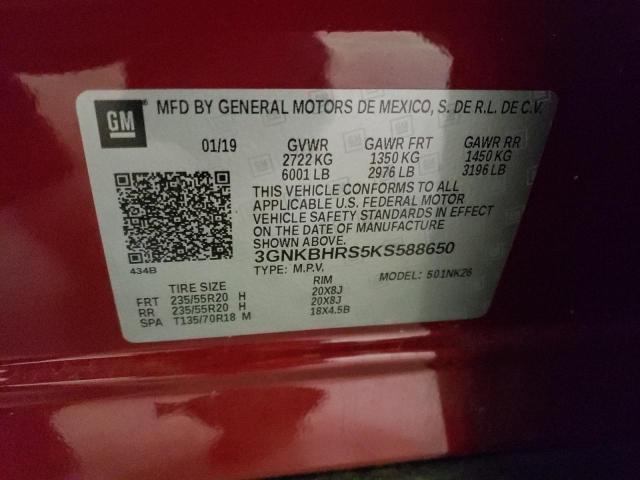 GM MFD BY GENERAL MOTORS DE MEXICO, S. DE R.L. DE C.V.
01/19 GVWR GAWR FRT GAWR RR
2722 KG 1350 KG 1450 KG
6001 LB 2976 LB 3196 LB
THIS VEHICLE CONFORMS TO ALL
APPLICABLE U.S. FEDERAL MOTOR
VEHICLE SAFETY STANDARDS IN EFFECT
ON THE DATE OF MANUFACTURE
SHOWN ABOVE.
434B 3GNKBHRS5KS588650
TYPE: M.P.V. MODEL: 501NK26
TIRE SIZE RIM
FRT 235/55R20 H 20X8J
RR 235/55R20 H 20X8J
SPA T135/70R18 M 18X4.5B